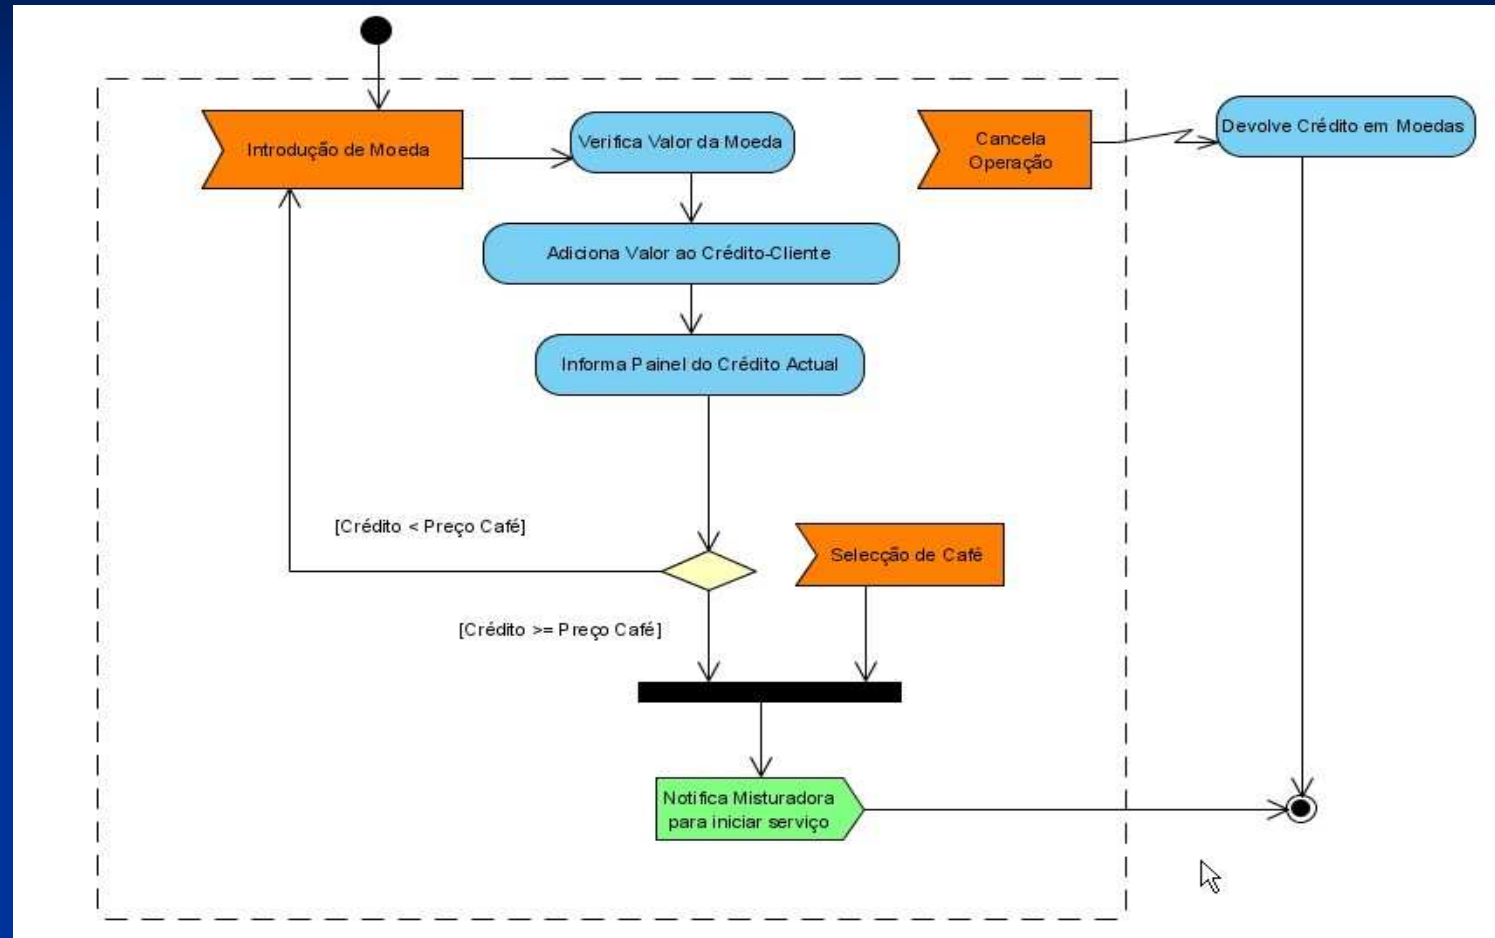 Introdução de Moeda
Verifica Valor da Moeda
Cancela
Operação
Devolve Crédito em Moedas
Adiciona Valor ao Crédito-Cliente
Informa Painel do Crédito Actual
[Crédito < Preço Café]
Selecção de Café
[Crédito >= Preço Café]
Notifica Misturadora
para iniciar serviço